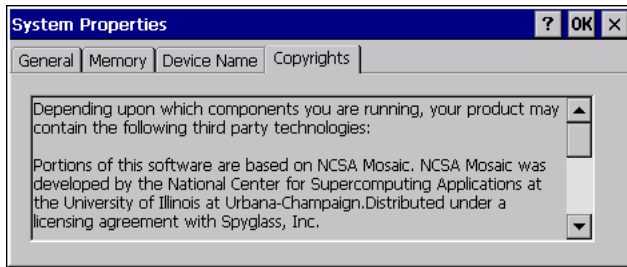 System Properties ? OK ×
General Memory Device Name Copyrights
Depending upon which components you are running, your product may
contain the following third party technologies:
Portions of this software are based on NCSA Mosaic. NCSA Mosaic was
developed by the National Center for Supercomputing Applications at
the University of Illinois at Urbana-Champaign.Distributed under a
licensing agreement with Spyglass, Inc.